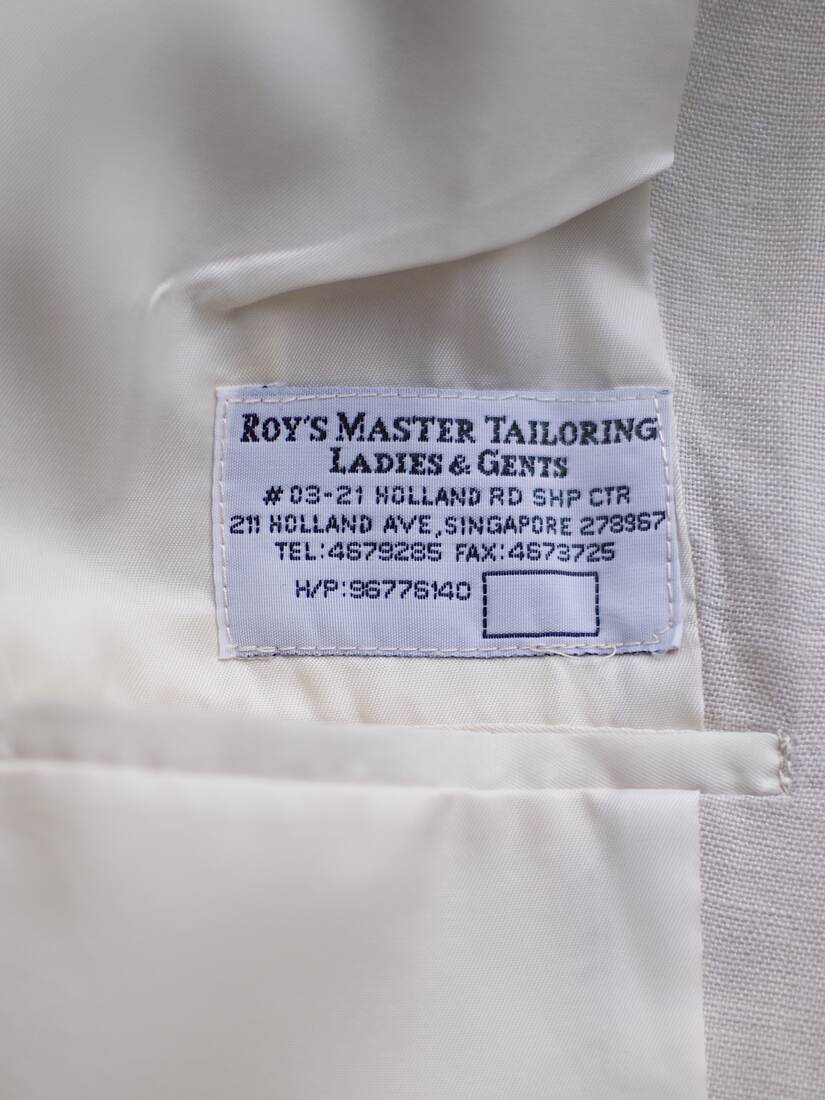 ROY'S MASTER TAILORING
LADIES & GENTS
# 03-21 HOLLAND RD SHP CTR
211 HOLLAND AVE, SINGAPORE 278967
TEL:4679285 FAX:4673725
H/P:96776140